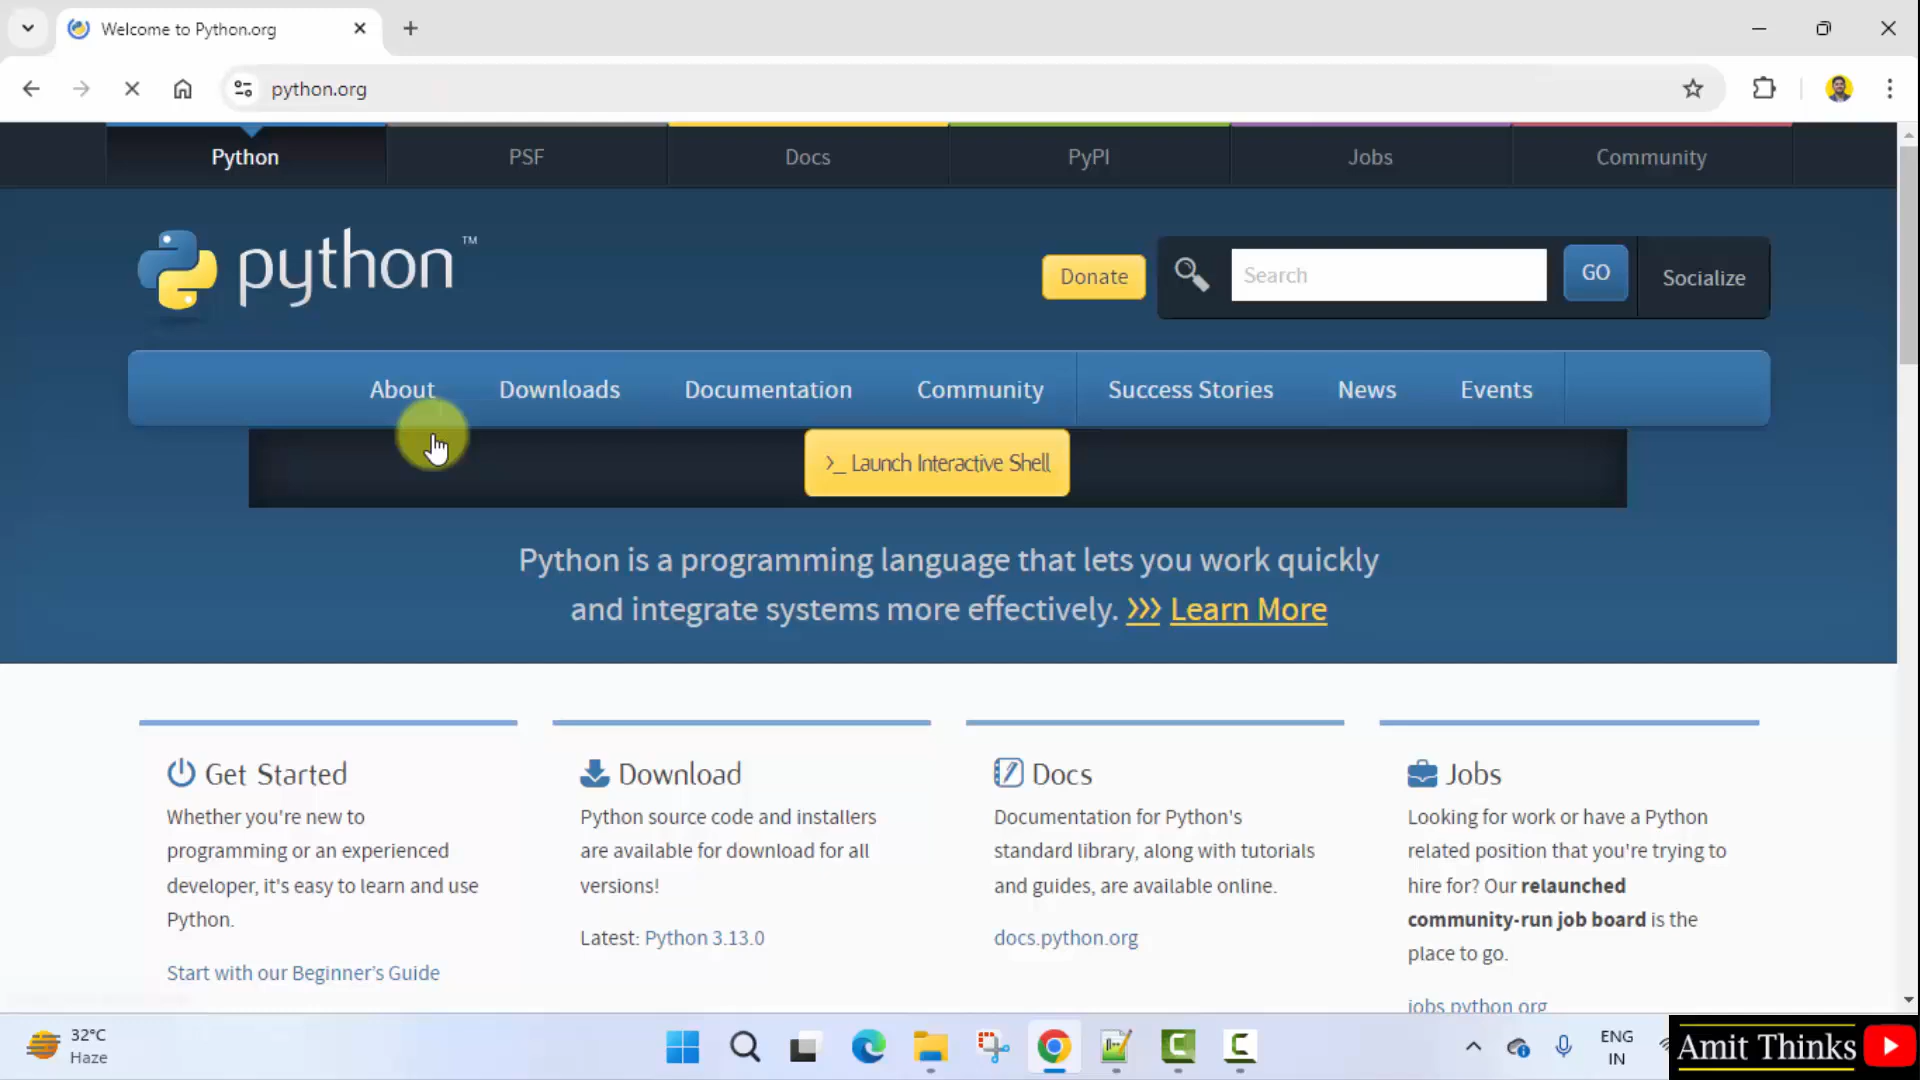 Welcome to Python.org
python.org
Python PSF Docs PyPI Jobs Community
python™
Donate Search GO Socialize
About Downloads Documentation Community Success Stories News Events
>_ Launch Interactive Shell
Python is a programming language that lets you work quickly
and integrate systems more effectively. >>> Learn More
Get Started
Whether you're new to
programming or an experienced
developer, it's easy to learn and use
Python.
Start with our Beginner's Guide
Download
Python source code and installers
are available for download for all
versions!
Latest: Python 3.13.0
Docs
Documentation for Python's
standard library, along with tutorials
and guides, are available online.
docs.python.org
Jobs
Looking for work or have a Python
related position that you're trying to
hire for? Our relaunched
community-run job board is the
place to go.
jobs.python.org
32°C
Haze
ENG
IN
Amit Thinks